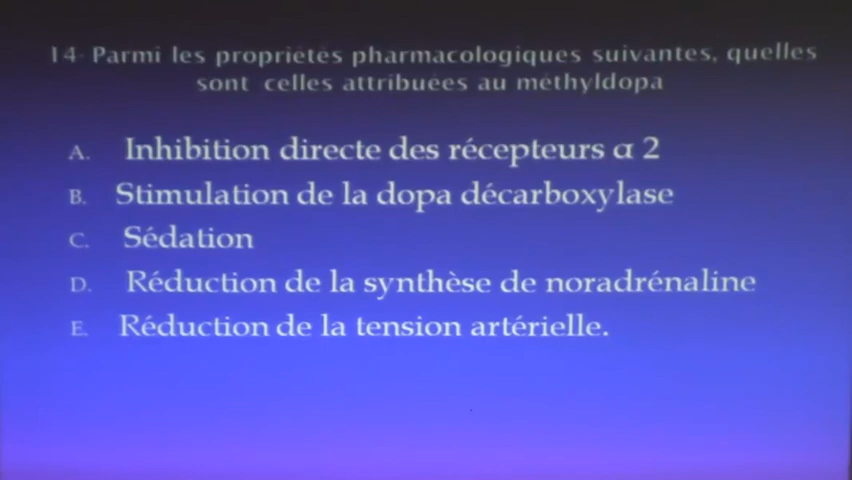 14- Parmi les propriétés pharmacologiques suivantes, quelles
sont celles attribuées au méthyldopa
A. Inhibition directe des récepteurs α 2
B. Stimulation de la dopa décarboxylase
C. Sédation
D. Réduction de la synthèse de noradrénaline
E. Réduction de la tension artérielle.